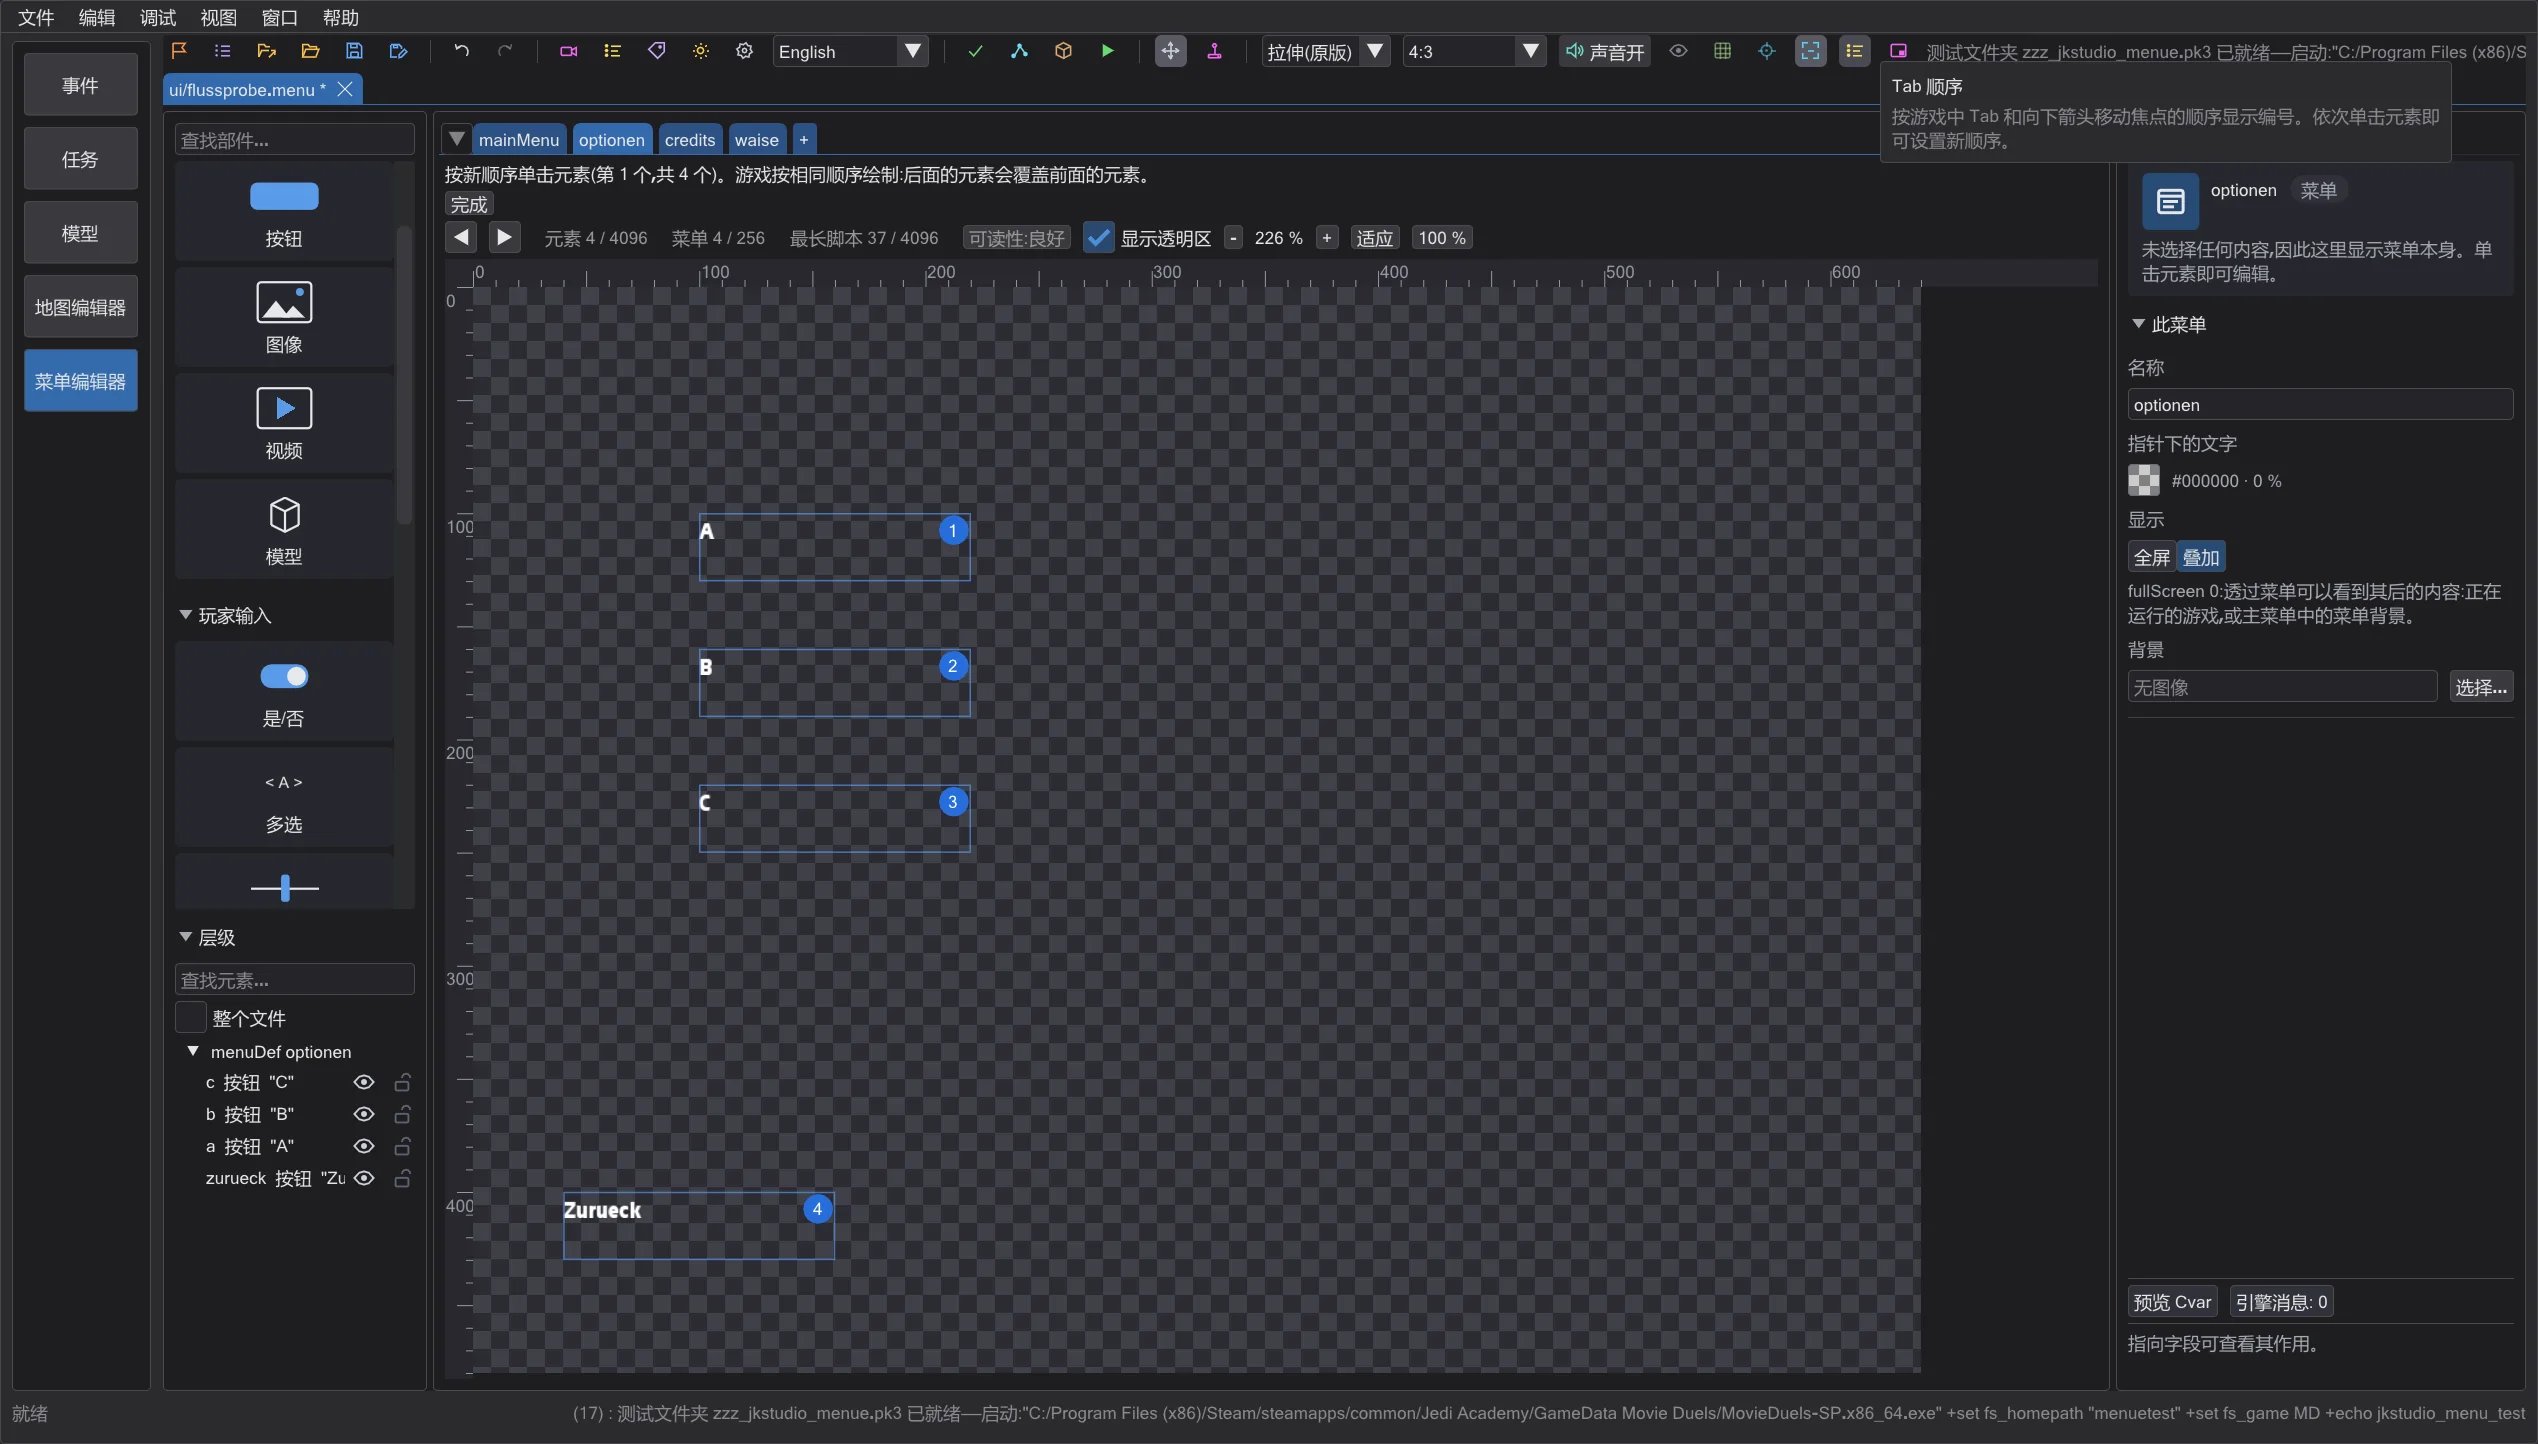 文件 编辑 调试 视图 窗口 帮助
English
拉伸(原版)
4:3
声音开
测试文件夹 zzz_jkstudio_menue.pk3 已就绪—启动:"C:/Program Files (x86)/S
事件
任务
模型
地图编辑器
菜单编辑器
ui/flussprobe.menu *
Tab 顺序
按游戏中 Tab 和向下箭头移动焦点的顺序显示编号。依次单击元素即
可设置新顺序。
查找部件...
按钮
图像
视频
模型
玩家输入
是/否
< A >
多选
层级
查找元素...
整个文件
menuDef optionen
c 按钮 "C"
b 按钮 "B"
a 按钮 "A"
zurueck 按钮 "Zu
mainMenu optionen credits waise +
按新顺序单击元素(第 1 个,共 4 个)。游戏按相同顺序绘制:后面的元素会覆盖前面的元素。
完成
元素 4 / 4096 菜单 4 / 256 最长脚本 37 / 4096 可读性:良好 显示透明区 - 226 % + 适应 100 %
0 100 200 300 400 500 600
0
100
200
300
400
A 1
B 2
C 3
Zurueck 4
optionen 菜单
未选择任何内容,因此这里显示菜单本身。单
击元素即可编辑。
此菜单
名称
optionen
指针下的文字
#000000 · 0 %
显示
全屏 叠加
fullScreen 0:透过菜单可以看到其后的内容:正在
运行的游戏,或主菜单中的菜单背景。
背景
无图像 选择...
预览 Cvar 引擎消息: 0
指向字段可查看其作用。
就绪
(17) : 测试文件夹 zzz_jkstudio_menue.pk3 已就绪—启动:"C:/Program Files (x86)/Steam/steamapps/common/Jedi Academy/GameData Movie Duels/MovieDuels-SP.x86_64.exe" +set fs_homepath "menuetest" +set fs_game MD +echo jkstudio_menu_test